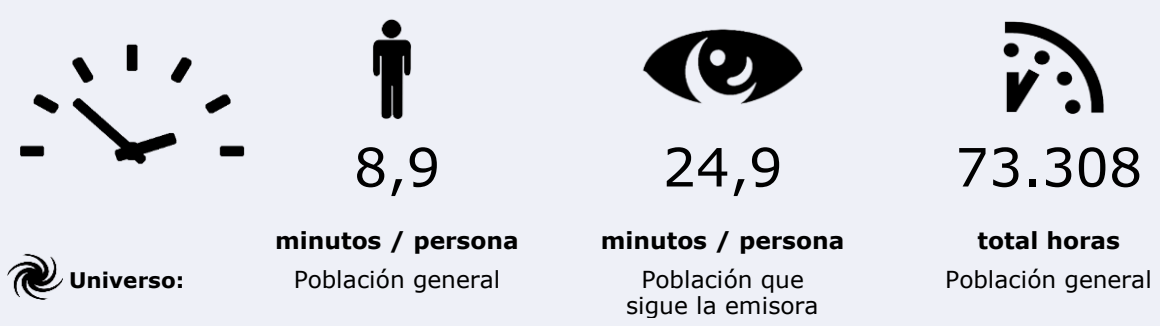 8,9
24,9
73.308
minutos / persona
minutos / persona
total horas
Universo:
Población general
Población que
sigue la emisora
Población general